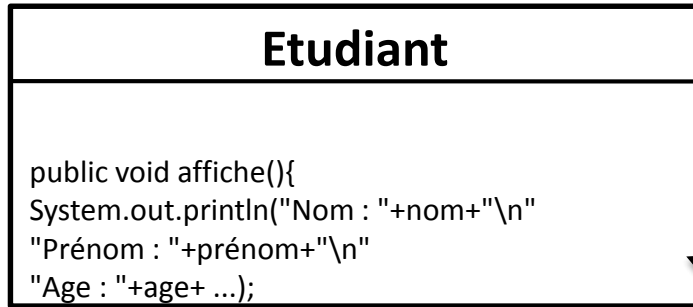 Etudiant
public void affiche(){
System.out.println("Nom : "+nom+"\n"
"Prénom : "+prénom+"\n"
"Age : "+age+ ...);